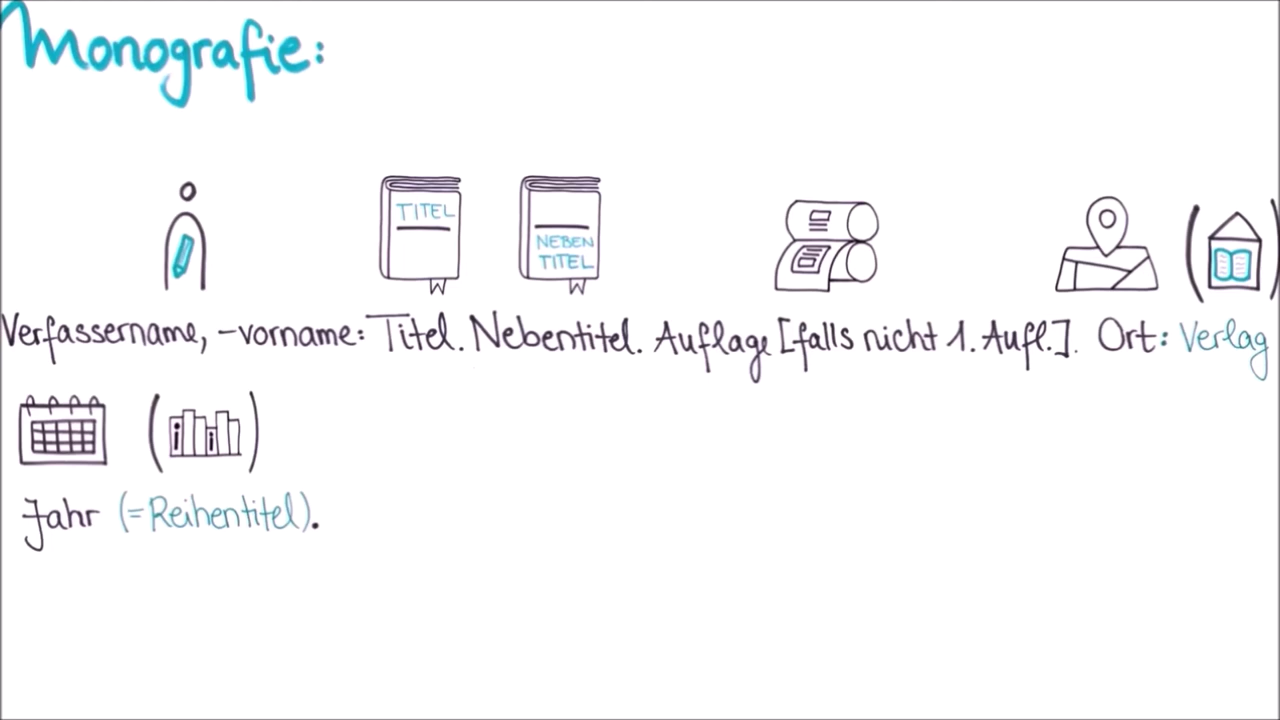 Monografie:
TITEL
NEBEN
TITEL
Verfassername, -vorname: Titel. Nebentitel. Auflage [falls nicht 1. Aufl.]. Ort: Verlag
Jahr (=Reihentitel).